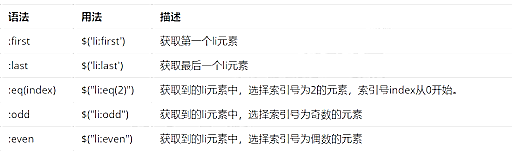 语法 用法 描述
:first $('li:first') 获取第一个li元素
:last $('li:last') 获取最后一个li元素
:eq(index) $("li:eq(2)") 获取到的li元素中，选择索引号为2的元素，索引号index从0开始。
:odd $("li:odd") 获取到的li元素中，选择索引号为奇数的元素
:even $("li:even") 获取到的li元素中，选择索引号为偶数的元素